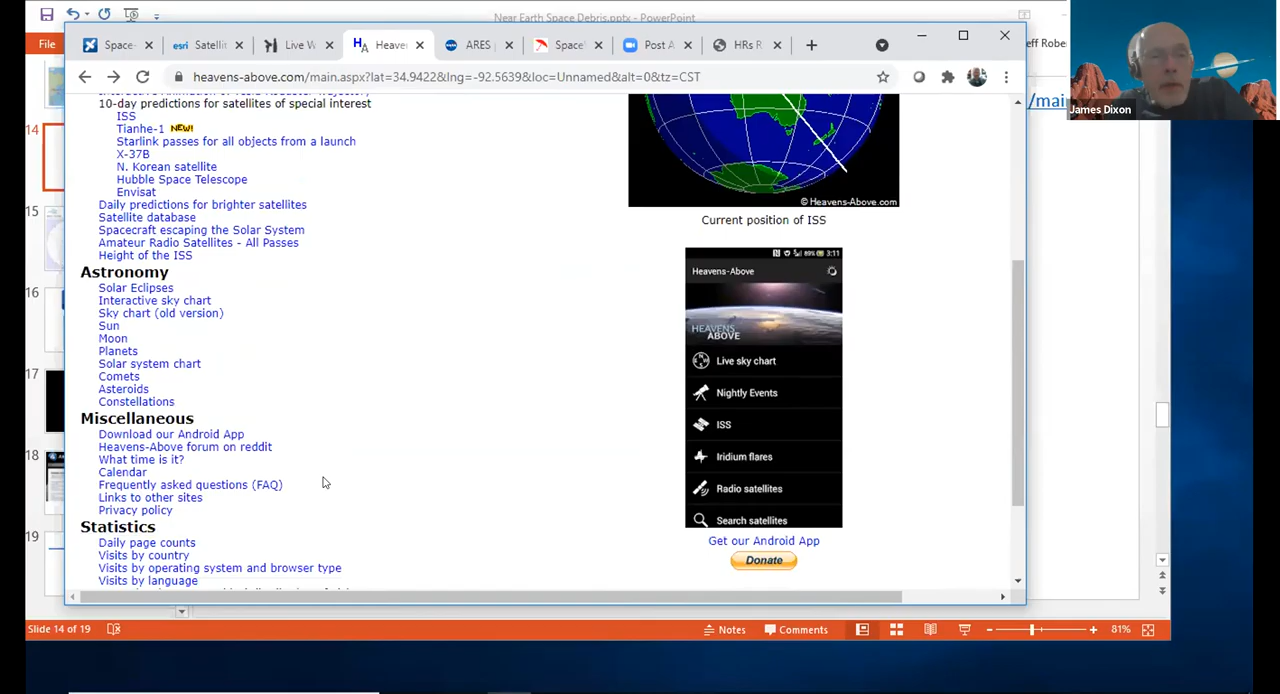 Near Earth Space Debris.pptx - PowerPoint
File
Space-
Satellit
Live W
Heaven
ARES
Space
Post A
HRs R
eff Robe
heavens-above.com/main.aspx?lat=34.9422&lng=-92.5639&loc=Unnamed&alt=0&tz=CST
James Dixon
/mai
10-day predictions for satellites of special interest
ISS
Tianhe-1 NEW!
Starlink passes for all objects from a launch
X-37B
N. Korean satellite
Hubble Space Telescope
Envisat
Daily predictions for brighter satellites
Satellite database
Spacecraft escaping the Solar System
Amateur Radio Satellites - All Passes
Height of the ISS
Astronomy
Solar Eclipses
Interactive sky chart
Sky chart (old version)
Sun
Moon
Planets
Solar system chart
Comets
Asteroids
Constellations
Miscellaneous
Download our Android App
Heavens-Above forum on reddit
What time is it?
Calendar
Frequently asked questions (FAQ)
Links to other sites
Privacy policy
Statistics
Daily page counts
Visits by country
Visits by operating system and browser type
Visits by language
© Heavens-Above.com
Current position of ISS
89% 3:11
Heavens-Above
HEAVENS
ABOVE
Live sky chart
Nightly Events
ISS
Iridium flares
Radio satellites
Search satellites
Get our Android App
Donate
14
15
16
17
18
19
Slide 14 of 19
Notes
Comments
81%